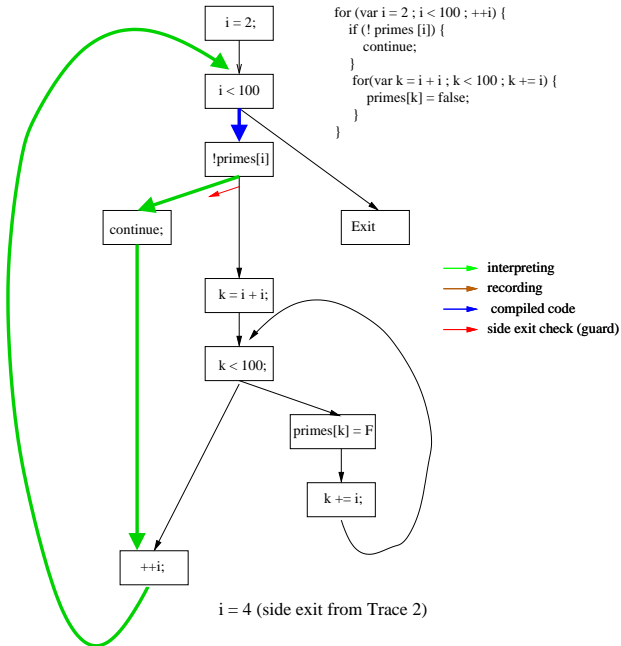 i = 2;
for (var i = 2 ; i < 100 ; ++i) {
if (! primes [i]) {
continue;
}
for(var k = i + i ; k < 100 ; k += i) {
primes[k] = false;
}
}
i < 100
!primes[i]
continue;
Exit
interpreting
recording
compiled code
side exit check (guard)
k = i + i;
k < 100;
primes[k] = F
k += i;
++i;
i = 4 (side exit from Trace 2)